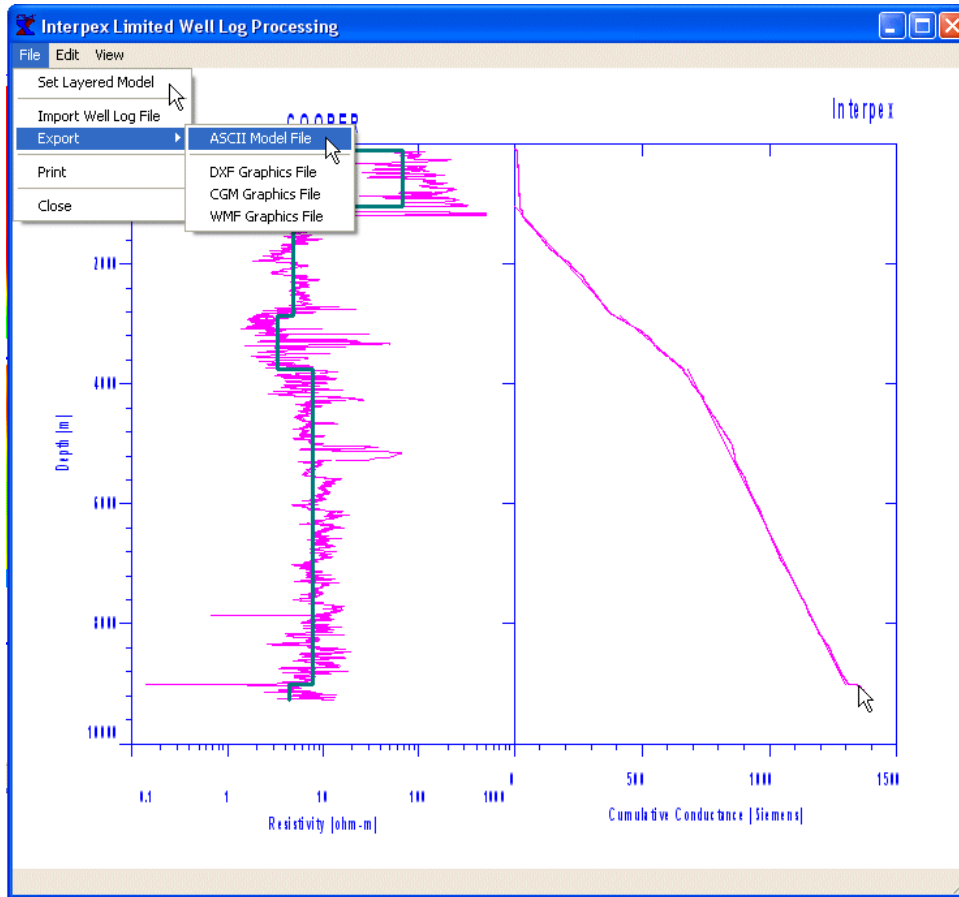 Interpex Limited Well Log Processing
File Edit View
Set Layered Model
Import Well Log File
Export
Print
Close
ASCII Model File
DXF Graphics File
CGM Graphics File
WMF Graphics File
COOPER
Interpex
2000
4000
6000
8000
10000
Depth [m]
0.1 1 10 100 1000
Resistivity [ohm-m]
0 500 1000 1500
Cumulative Conductance [Siemens]